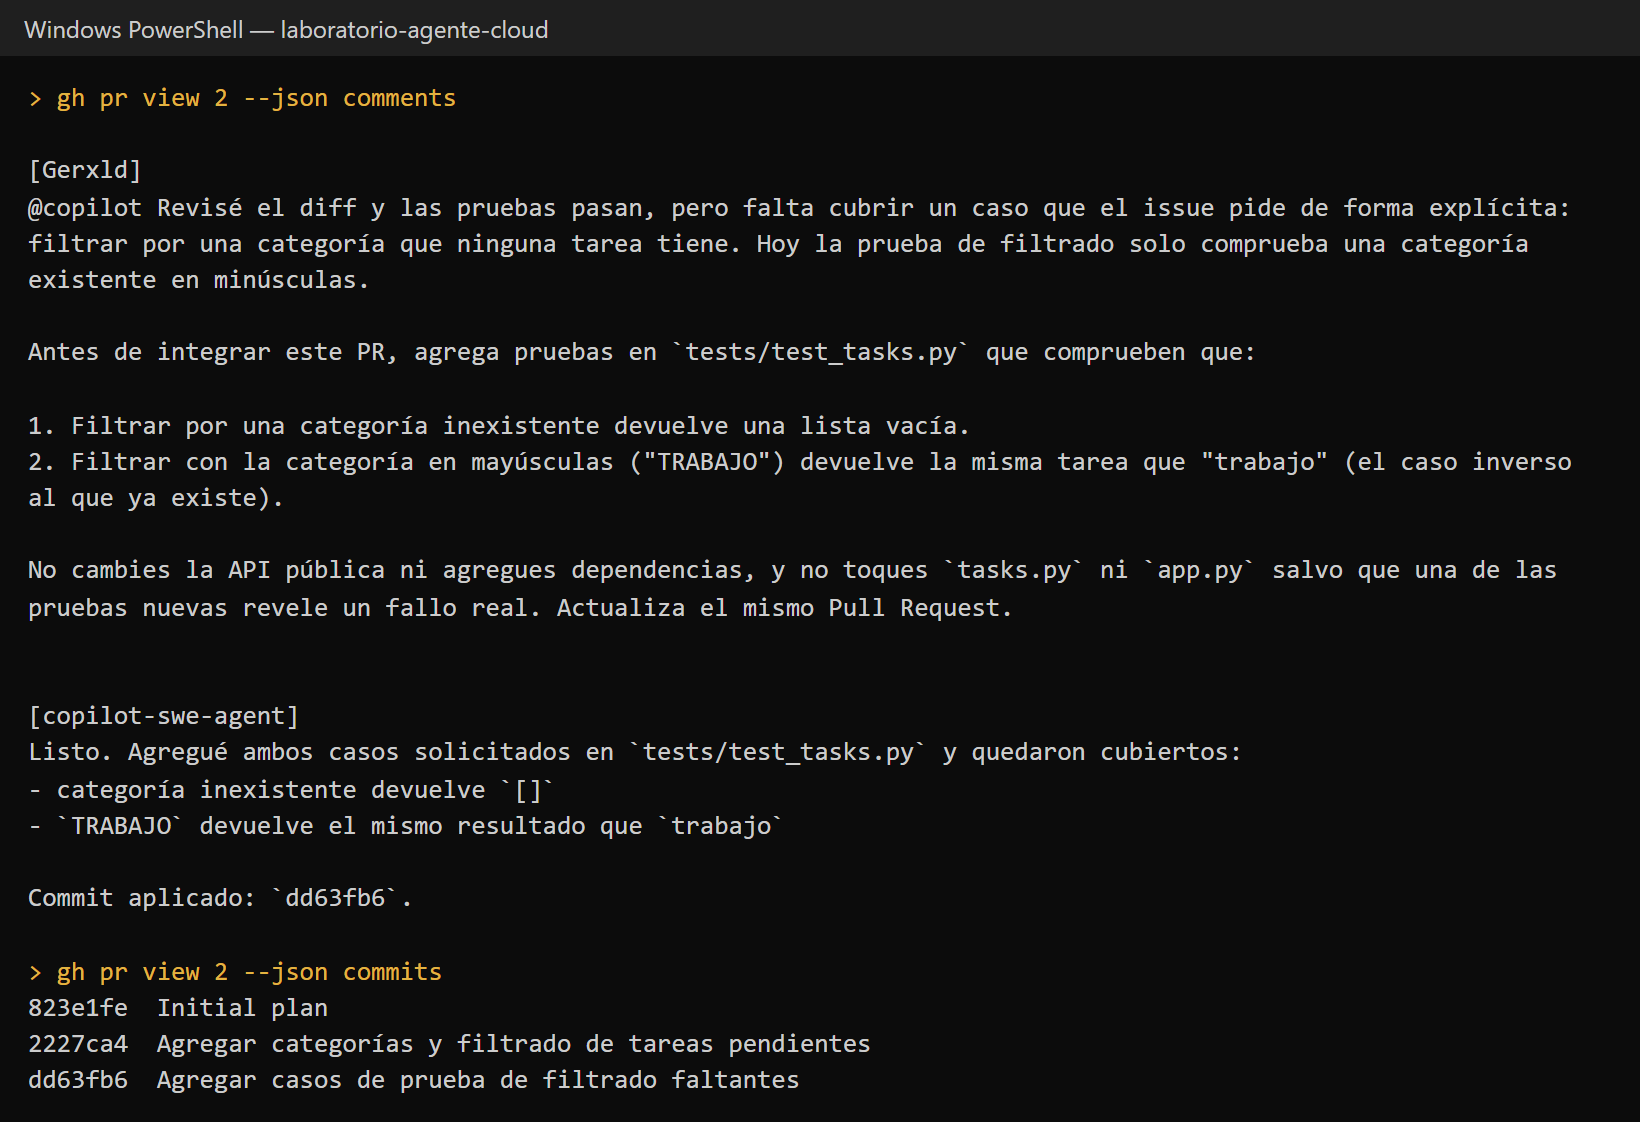 Windows PowerShell — laboratorio-agente-cloud
> gh pr view 2 --json comments
[Gerxld]
@copilot Revisé el diff y las pruebas pasan, pero falta cubrir un caso que el issue pide de forma explícita:
filtrar por una categoría que ninguna tarea tiene. Hoy la prueba de filtrado solo comprueba una categoría
existente en minúsculas.
Antes de integrar este PR, agrega pruebas en `tests/test_tasks.py` que comprueben que:
1. Filtrar por una categoría inexistente devuelve una lista vacía.
2. Filtrar con la categoría en mayúsculas ("TRABAJO") devuelve la misma tarea que "trabajo" (el caso inverso
al que ya existe).
No cambies la API pública ni agregues dependencias, y no toques `tasks.py` ni `app.py` salvo que una de las
pruebas nuevas revele un fallo real. Actualiza el mismo Pull Request.
[copilot-swe-agent]
Listo. Agregué ambos casos solicitados en `tests/test_tasks.py` y quedaron cubiertos:
- categoría inexistente devuelve `[]`
- `TRABAJO` devuelve el mismo resultado que `trabajo`
Commit aplicado: `dd63fb6`.
> gh pr view 2 --json commits
823e1fe  Initial plan
2227ca4  Agregar categorías y filtrado de tareas pendientes
dd63fb6  Agregar casos de prueba de filtrado faltantes